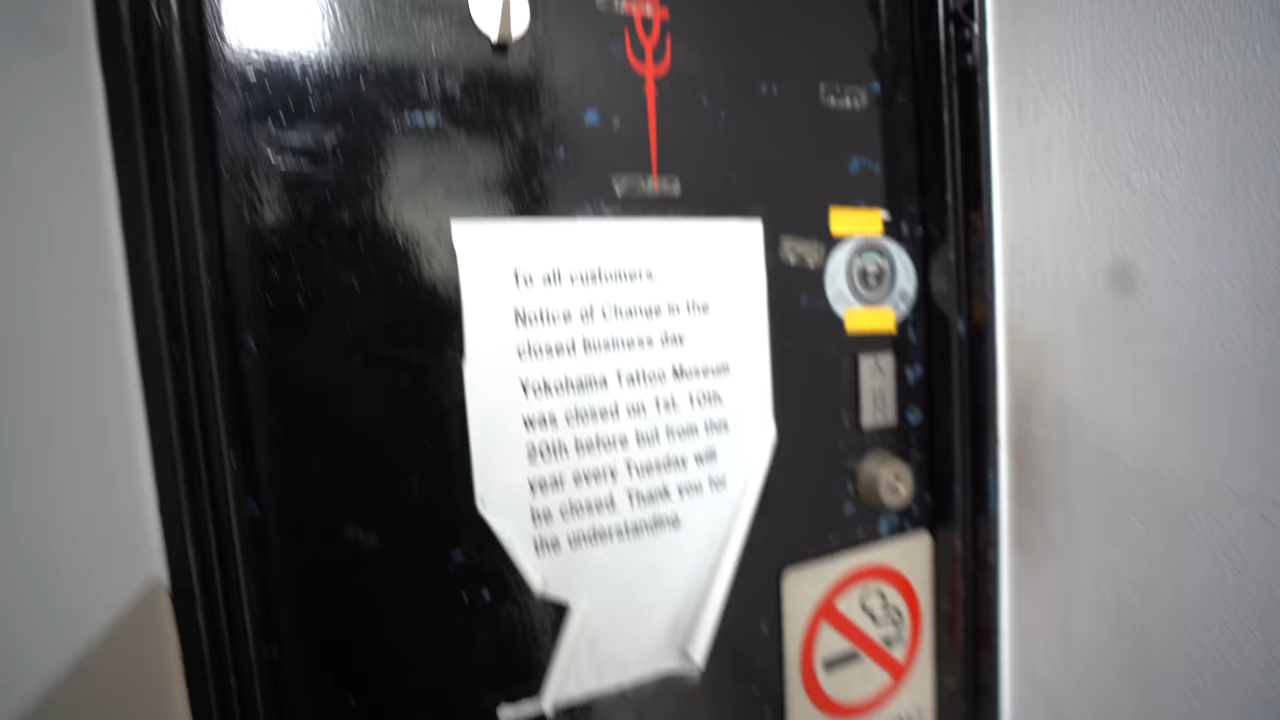 To all customers.
Notice of Change in the
closed business day
Yokohama Tattoo Museum
was closed on 1st, 10th,
20th before but from this
year every Tuesday will
be closed. Thank you for
the understanding.